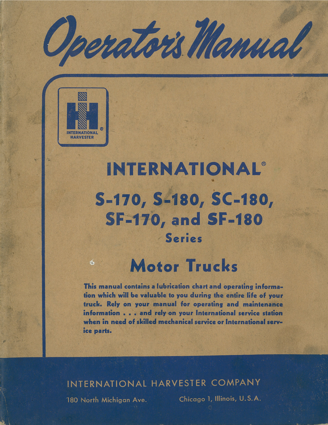 Operator's Manual
IH
INTERNATIONAL
HARVESTER
®
INTERNATIONAL®
S-170, S-180, SC-180,
SF-170, and SF-180
Series
6
Motor Trucks
This manual contains a lubrication chart and operating informa-
tion which will be valuable to you during the entire life of your
truck. Rely on your manual for operating and maintenance
information . . . and rely on your International service station
when in need of skilled mechanical service or International serv-
ice parts.
INTERNATIONAL HARVESTER COMPANY
180 North Michigan Ave. Chicago 1, Illinois, U.S.A.